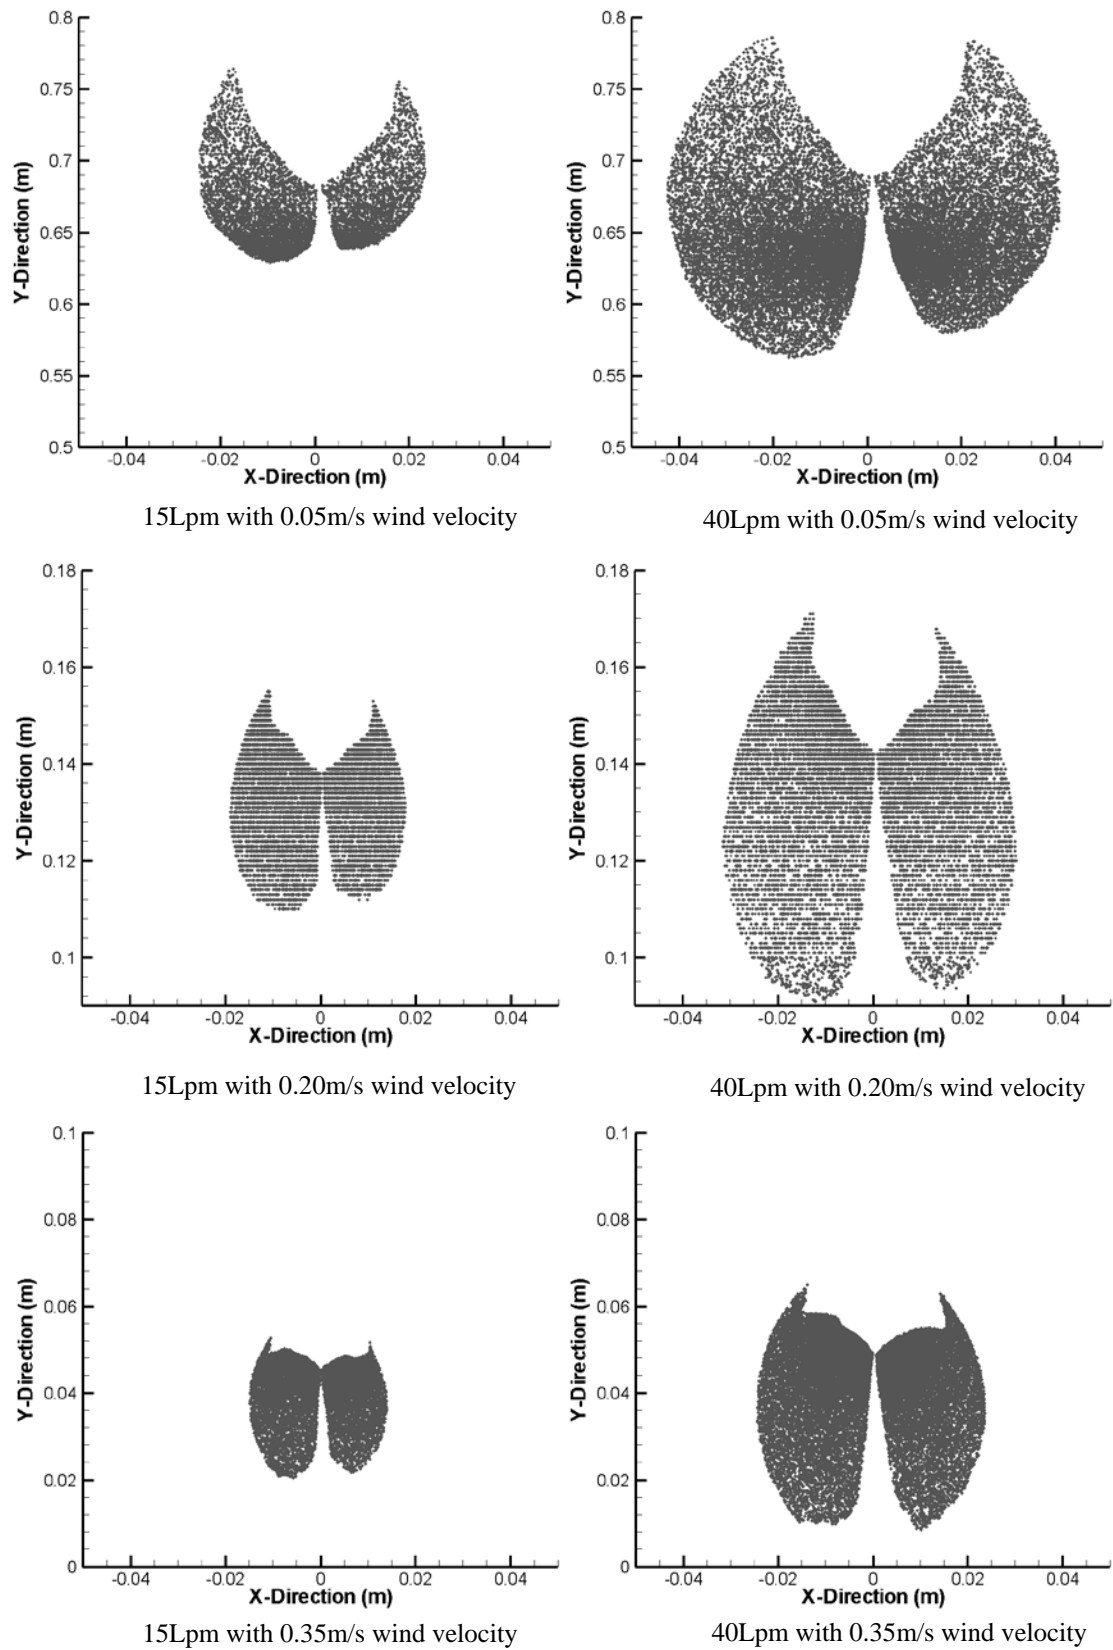 0.8
0.75
0.7
0.65
0.6
0.55
0.5
Y-Direction (m)
-0.04 -0.02 0 0.02 0.04
X-Direction (m)
15Lpm with 0.05m/s wind velocity
0.8
0.75
0.7
0.65
0.6
0.55
0.5
Y-Direction (m)
-0.04 -0.02 0 0.02 0.04
X-Direction (m)
40Lpm with 0.05m/s wind velocity
0.18
0.16
0.14
0.12
0.1
Y-Direction (m)
-0.04 -0.02 0 0.02 0.04
X-Direction (m)
15Lpm with 0.20m/s wind velocity
0.18
0.16
0.14
0.12
0.1
Y-Direction (m)
-0.04 -0.02 0 0.02 0.04
X-Direction (m)
40Lpm with 0.20m/s wind velocity
0.1
0.08
0.06
0.04
0.02
0
Y-Direction (m)
-0.04 -0.02 0 0.02 0.04
X-Direction (m)
15Lpm with 0.35m/s wind velocity
0.1
0.08
0.06
0.04
0.02
0
Y-Direction (m)
-0.04 -0.02 0 0.02 0.04
X-Direction (m)
40Lpm with 0.35m/s wind velocity